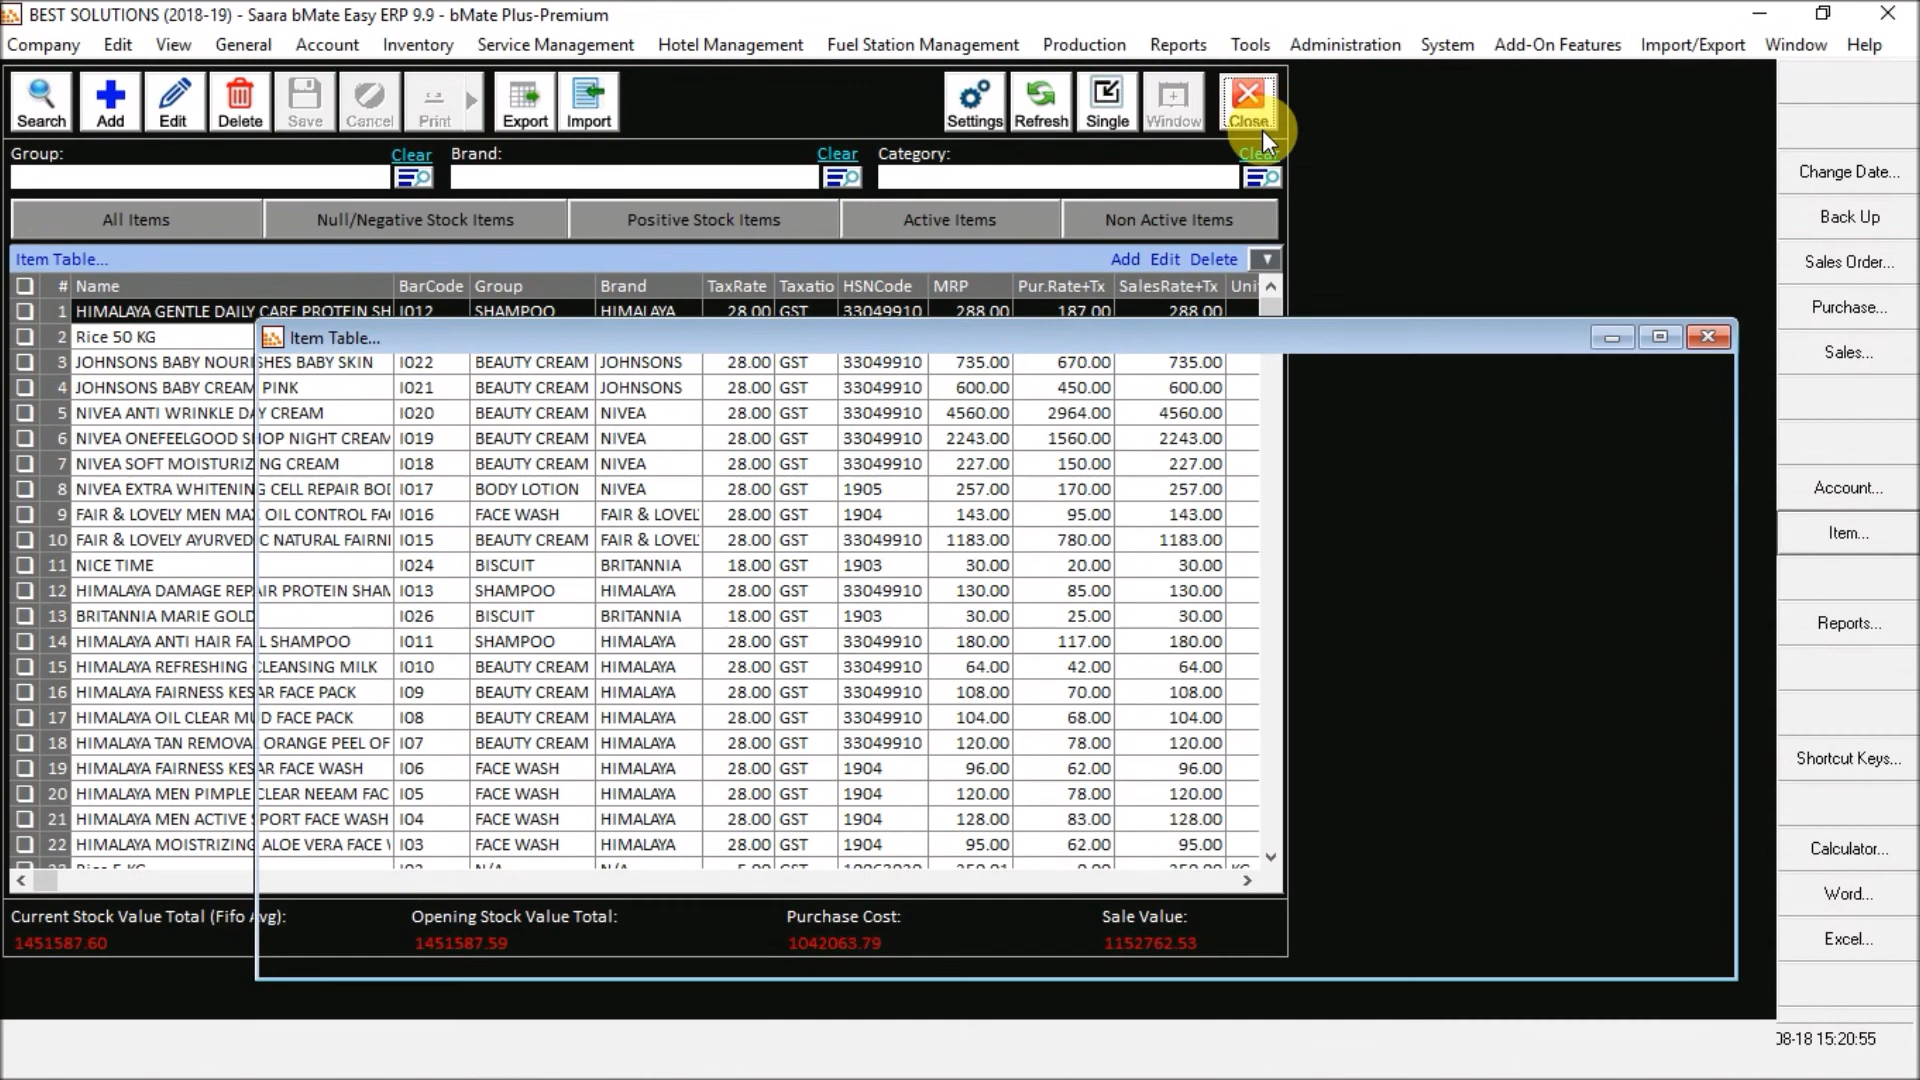 BEST SOLUTIONS (2018-19) - Saara bMate Easy ERP 9.9 - bMate Plus-Premium
Company Edit View General Account Inventory Service Management Hotel Management Fuel Station Management Production Reports Tools Administration System Add-On Features Import/Export Window Help
Search Add Edit Delete Save Cancel Print Export Import Settings Refresh Single Window Close
Group: Clear Brand: Clear Category: Clear
All Items Null/Negative Stock Items Positive Stock Items Active Items Non Active Items
Item Table... Add Edit Delete
# Name BarCode Group Brand TaxRate Taxatio HSNCode MRP Pur.Rate+Tx SalesRate+Tx Uni
1 HIMALAYA GENTLE DAILY CARE PROTEIN SH I012 SHAMPOO HIMALAYA 28.00 GST 33049910 288.00 187.00 288.00
2 Rice 50 KG
Item Table...
3 JOHNSONS BABY NOURISHES BABY SKIN I022 BEAUTY CREAM JOHNSONS 28.00 GST 33049910 735.00 670.00 735.00
4 JOHNSONS BABY CREAM PINK I021 BEAUTY CREAM JOHNSONS 28.00 GST 33049910 600.00 450.00 600.00
5 NIVEA ANTI WRINKLE DAY CREAM I020 BEAUTY CREAM NIVEA 28.00 GST 33049910 4560.00 2964.00 4560.00
6 NIVEA ONEFEELGOOD SHOP NIGHT CREAM I019 BEAUTY CREAM NIVEA 28.00 GST 33049910 2243.00 1560.00 2243.00
7 NIVEA SOFT MOISTURIZING CREAM I018 BEAUTY CREAM NIVEA 28.00 GST 33049910 227.00 150.00 227.00
8 NIVEA EXTRA WHITENING CELL REPAIR BO I017 BODY LOTION NIVEA 28.00 GST 1905 257.00 170.00 257.00
9 FAIR & LOVELY MEN MAX OIL CONTROL FA I016 FACE WASH FAIR & LOVEL 28.00 GST 1904 143.00 95.00 143.00
10 FAIR & LOVELY AYURVEDIC NATURAL FAIRN I015 BEAUTY CREAM FAIR & LOVEL 28.00 GST 33049910 1183.00 780.00 1183.00
11 NICE TIME I024 BISCUIT BRITANNIA 18.00 GST 1903 30.00 20.00 30.00
12 HIMALAYA DAMAGE REPAIR PROTEIN SHAM I013 SHAMPOO HIMALAYA 28.00 GST 33049910 130.00 85.00 130.00
13 BRITANNIA MARIE GOLD I026 BISCUIT BRITANNIA 18.00 GST 1903 30.00 25.00 30.00
14 HIMALAYA ANTI HAIR FALL SHAMPOO I011 SHAMPOO HIMALAYA 28.00 GST 33049910 180.00 117.00 180.00
15 HIMALAYA REFRESHING CLEANSING MILK I010 BEAUTY CREAM HIMALAYA 28.00 GST 33049910 64.00 42.00 64.00
16 HIMALAYA FAIRNESS KESAR FACE PACK I09 BEAUTY CREAM HIMALAYA 28.00 GST 33049910 108.00 70.00 108.00
17 HIMALAYA OIL CLEAR MUD FACE PACK I08 BEAUTY CREAM HIMALAYA 28.00 GST 33049910 104.00 68.00 104.00
18 HIMALAYA TAN REMOVAL ORANGE PEEL OF I07 BEAUTY CREAM HIMALAYA 28.00 GST 33049910 120.00 78.00 120.00
19 HIMALAYA FAIRNESS KESAR FACE WASH I06 FACE WASH HIMALAYA 28.00 GST 1904 96.00 62.00 96.00
20 HIMALAYA MEN PIMPLE CLEAR NEEAM FAC I05 FACE WASH HIMALAYA 28.00 GST 1904 120.00 78.00 120.00
21 HIMALAYA MEN ACTIVE SPORT FACE WASH I04 FACE WASH HIMALAYA 28.00 GST 1904 128.00 83.00 128.00
22 HIMALAYA MOISTRIZING ALOE VERA FACE I03 FACE WASH HIMALAYA 28.00 GST 1904 95.00 62.00 95.00
Current Stock Value Total (Fifo Avg): Opening Stock Value Total: Purchase Cost: Sale Value:
1451587.60 1451587.59 1042063.79 1152762.53
Change Date...
Back Up
Sales Order...
Purchase...
Sales...
Account...
Item...
Reports...
Shortcut Keys...
Calculator...
Word...
Excel...
08-18 15:20:55